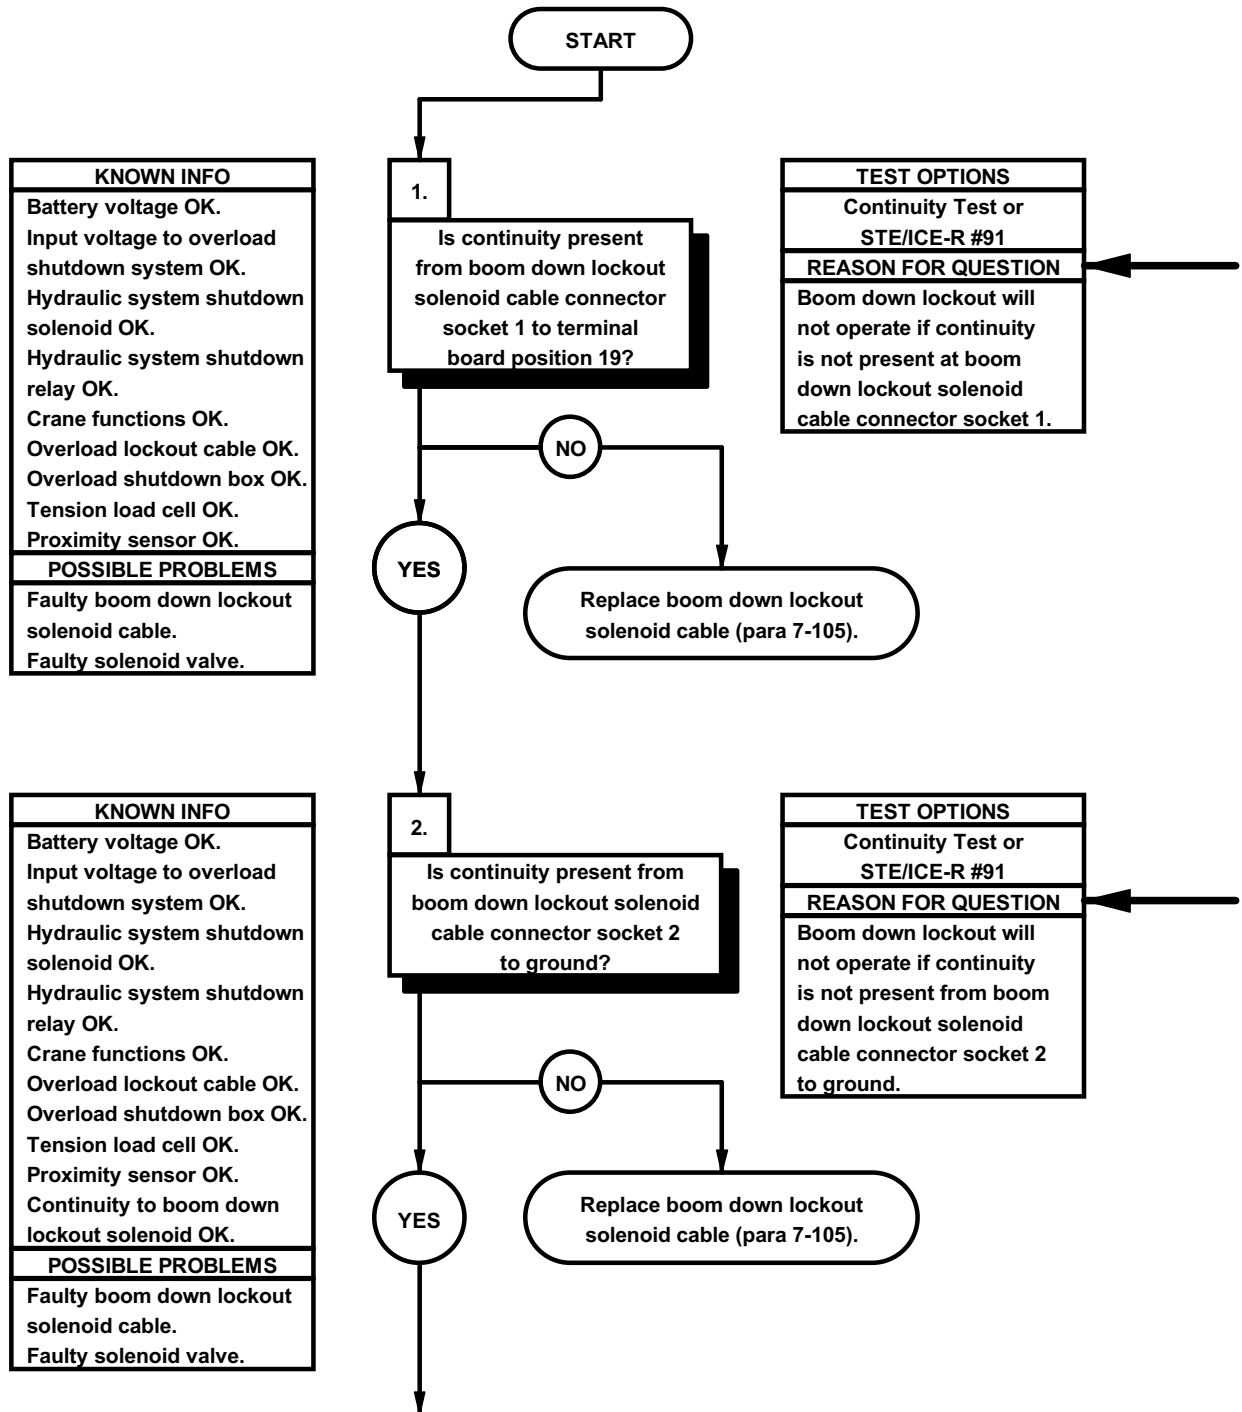 START
KNOWN INFO
Battery voltage OK.
Input voltage to overload
shutdown system OK.
Hydraulic system shutdown
solenoid OK.
Hydraulic system shutdown
relay OK.
Crane functions OK.
Overload lockout cable OK.
Overload shutdown box OK.
Tension load cell OK.
Proximity sensor OK.
POSSIBLE PROBLEMS
Faulty boom down lockout
solenoid cable.
Faulty solenoid valve.
1.
Is continuity present
from boom down lockout
solenoid cable connector
socket 1 to terminal
board position 19?
NO
YES
Replace boom down lockout
solenoid cable (para 7-105).
TEST OPTIONS
Continuity Test or
STE/ICE-R #91
REASON FOR QUESTION
Boom down lockout will
not operate if continuity
is not present at boom
down lockout solenoid
cable connector socket 1.
KNOWN INFO
Battery voltage OK.
Input voltage to overload
shutdown system OK.
Hydraulic system shutdown
solenoid OK.
Hydraulic system shutdown
relay OK.
Crane functions OK.
Overload lockout cable OK.
Overload shutdown box OK.
Tension load cell OK.
Proximity sensor OK.
Continuity to boom down
lockout solenoid OK.
POSSIBLE PROBLEMS
Faulty boom down lockout
solenoid cable.
Faulty solenoid valve.
2.
Is continuity present from
boom down lockout solenoid
cable connector socket 2
to ground?
NO
YES
Replace boom down lockout
solenoid cable (para 7-105).
TEST OPTIONS
Continuity Test or
STE/ICE-R #91
REASON FOR QUESTION
Boom down lockout will
not operate if continuity
is not present from boom
down lockout solenoid
cable connector socket 2
to ground.